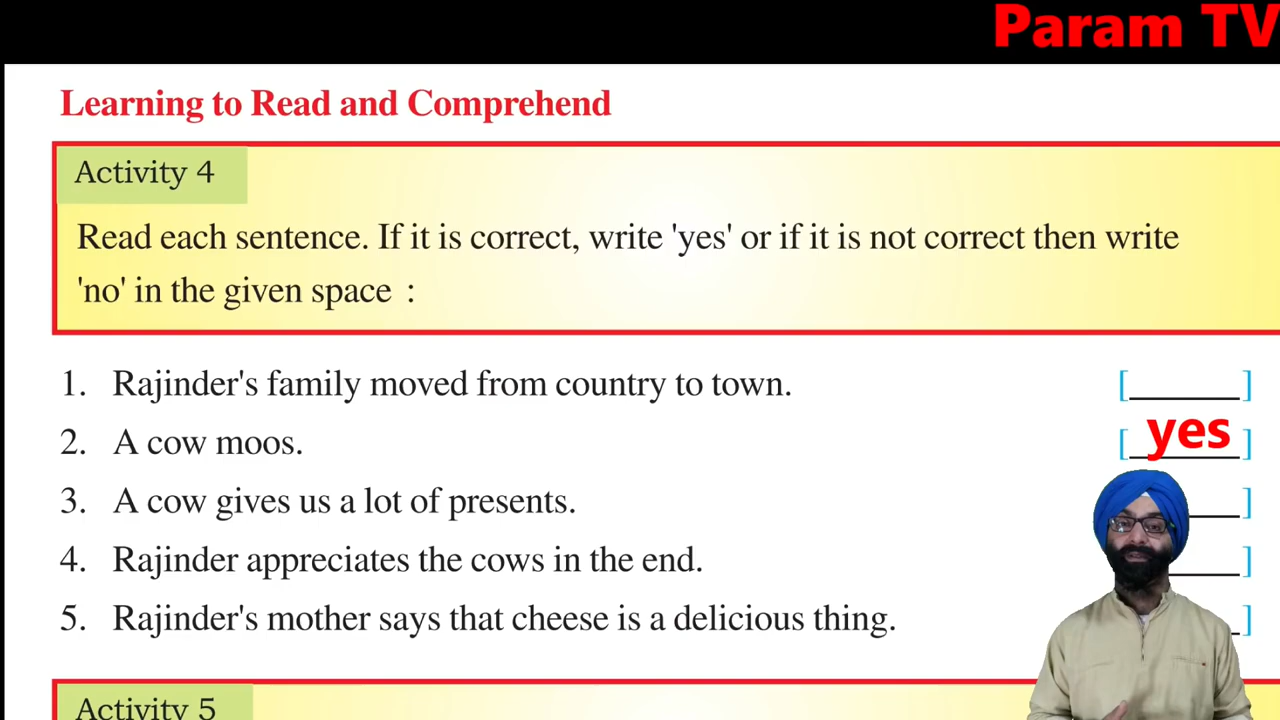 Param TV
Learning to Read and Comprehend
Activity 4
Read each sentence. If it is correct, write 'yes' or if it is not correct then write
'no' in the given space :
1. Rajinder's family moved from country to town. [______]
2. A cow moos. [ yes ]
3. A cow gives us a lot of presents. ___]
4. Rajinder appreciates the cows in the end. ___]
5. Rajinder's mother says that cheese is a delicious thing. _]
Activity 5